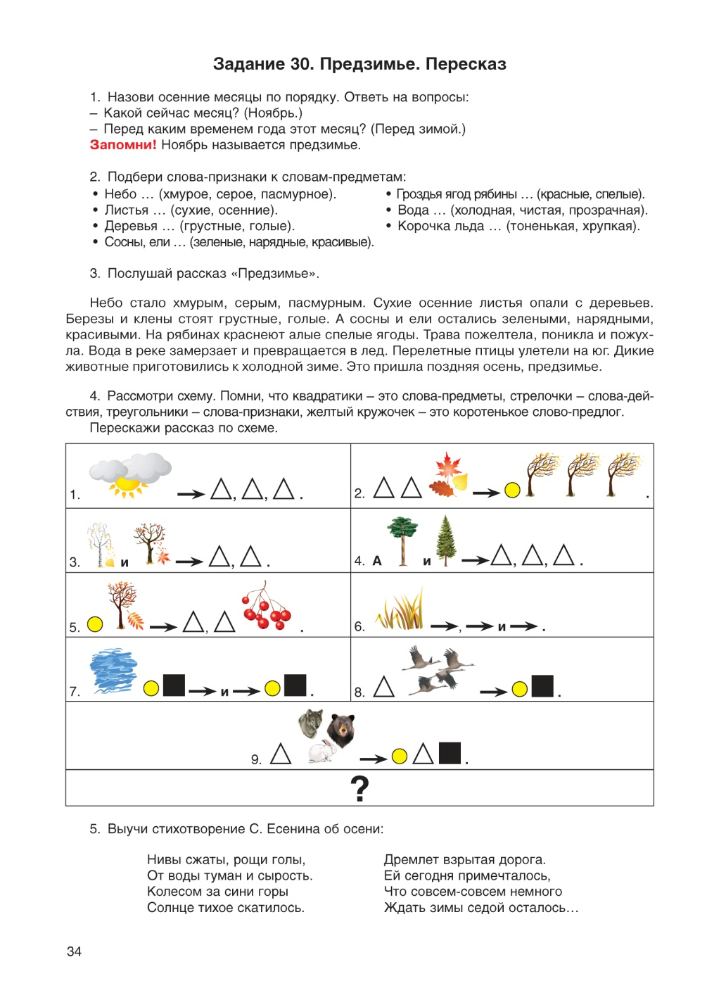 Задание 30. Предзимье. Пересказ
1. Назови осенние месяцы по порядку. Ответь на вопросы:
– Какой сейчас месяц? (Ноябрь.)
– Перед каким временем года этот месяц? (Перед зимой.)
Запомни! Ноябрь называется предзимье.
2. Подбери слова-признаки к словам-предметам:
• Небо … (хмурое, серое, пасмурное).
• Листья … (сухие, осенние).
• Деревья … (грустные, голые).
• Сосны, ели … (зеленые, нарядные, красивые).
• Гроздья ягод рябины … (красные, спелые).
• Вода … (холодная, чистая, прозрачная).
• Корочка льда … (тоненькая, хрупкая).
3. Послушай рассказ «Предзимье».
Небо стало хмурым, серым, пасмурным. Сухие осенние листья опали с деревьев.
Березы и клены стоят грустные, голые. А сосны и ели остались зелеными, нарядными,
красивыми. На рябинах краснеют алые спелые ягоды. Трава пожелтела, поникла и пожух-
ла. Вода в реке замерзает и превращается в лед. Перелетные птицы улетели на юг. Дикие
животные приготовились к холодной зиме. Это пришла поздняя осень, предзимье.
4. Рассмотри схему. Помни, что квадратики – это слова-предметы, стрелочки – слова-дей-
ствия, треугольники – слова-признаки, желтый кружочек – это коротенькое слово-предлог.
Перескажи рассказ по схеме.
1. , , .
2. .
3. и , .
4. А и , , .
5. , .
6. , и .
7. и .
8. .
9. .
?
5. Выучи стихотворение С. Есенина об осени:
Нивы сжаты, рощи голы,
От воды туман и сырость.
Колесом за сини горы
Солнце тихое скатилось.
Дремлет взрытая дорога.
Ей сегодня примечталось,
Что совсем-совсем немного
Ждать зимы седой осталось…
34